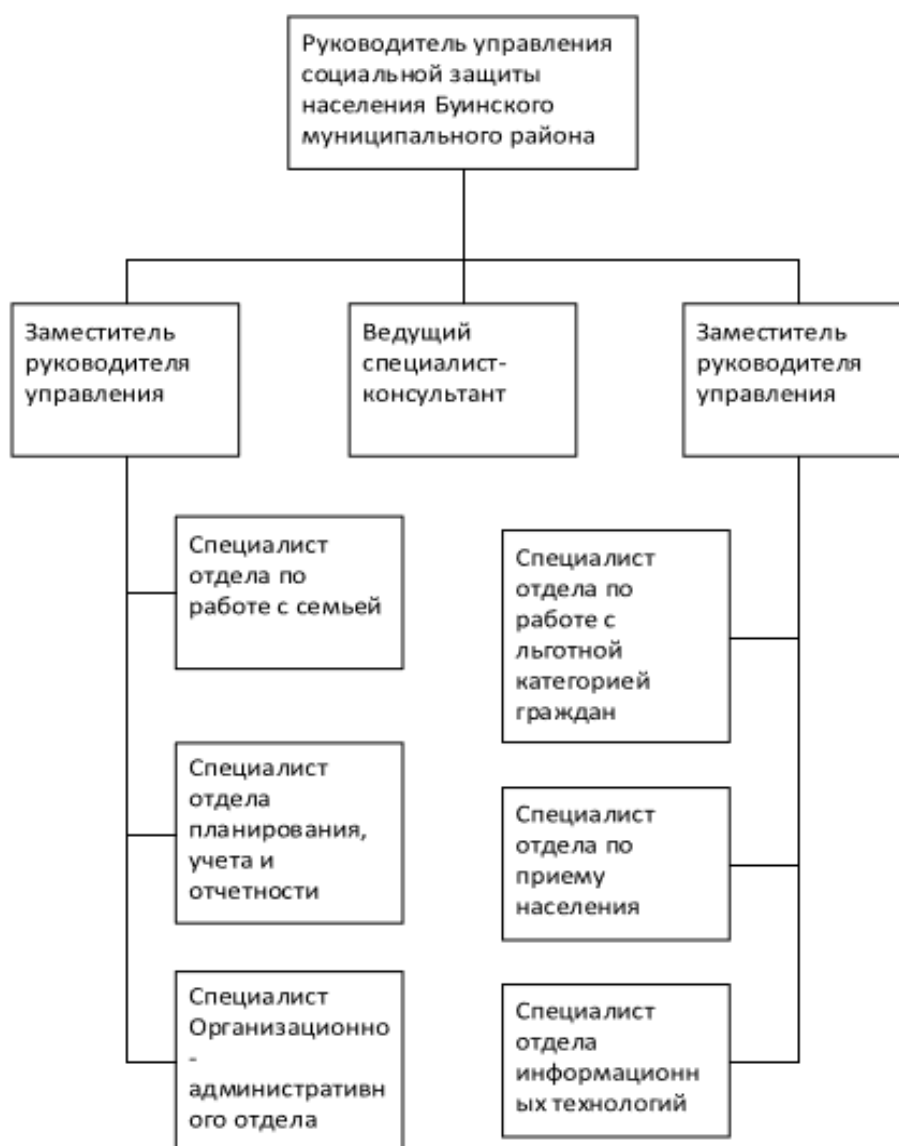 Руководитель управления
социальной защиты
населения Буинского
муниципального района
Заместитель
руководителя
управления
Ведущий
специалист-
консультант
Заместитель
руководителя
управления
Специалист
отдела по
работе с семьей
Специалист
отдела
планирования,
учета и
отчетности
Специалист
Организационно
-
административн
ого отдела
Специалист
отдела по
работе с
льготной
категорией
граждан
Специалист
отдела по
приему
населения
Специалист
отдела
информационн
ых технологий